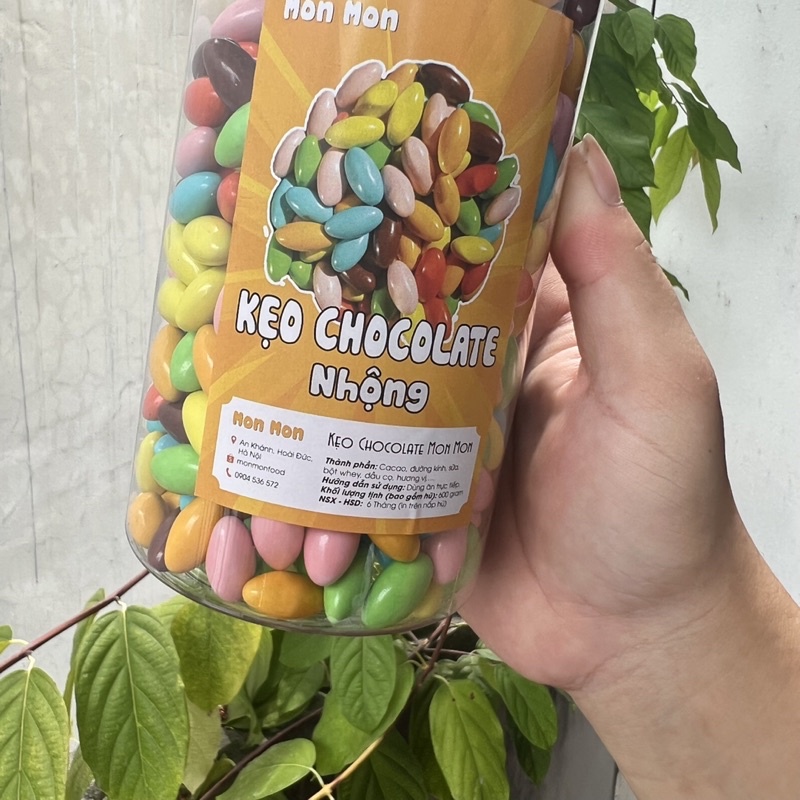 Mon Mon
KẸO CHOCOLATE
Nhộng
Mon Mon
An Khánh, Hoài Đức,
Hà Nội
monmonfood
0904 536 572
KẸO CHOCOLATE MON MON
Thành phần: Cacao, đường kính, sữa,
bột whey, dầu cọ, hương vị....
Hướng dẫn sử dụng: Dùng ăn trực tiếp.
Khối lượng tịnh (bao gồm hũ): 600 gram
NSX - HSD: 6 Tháng (in trên nắp hũ)